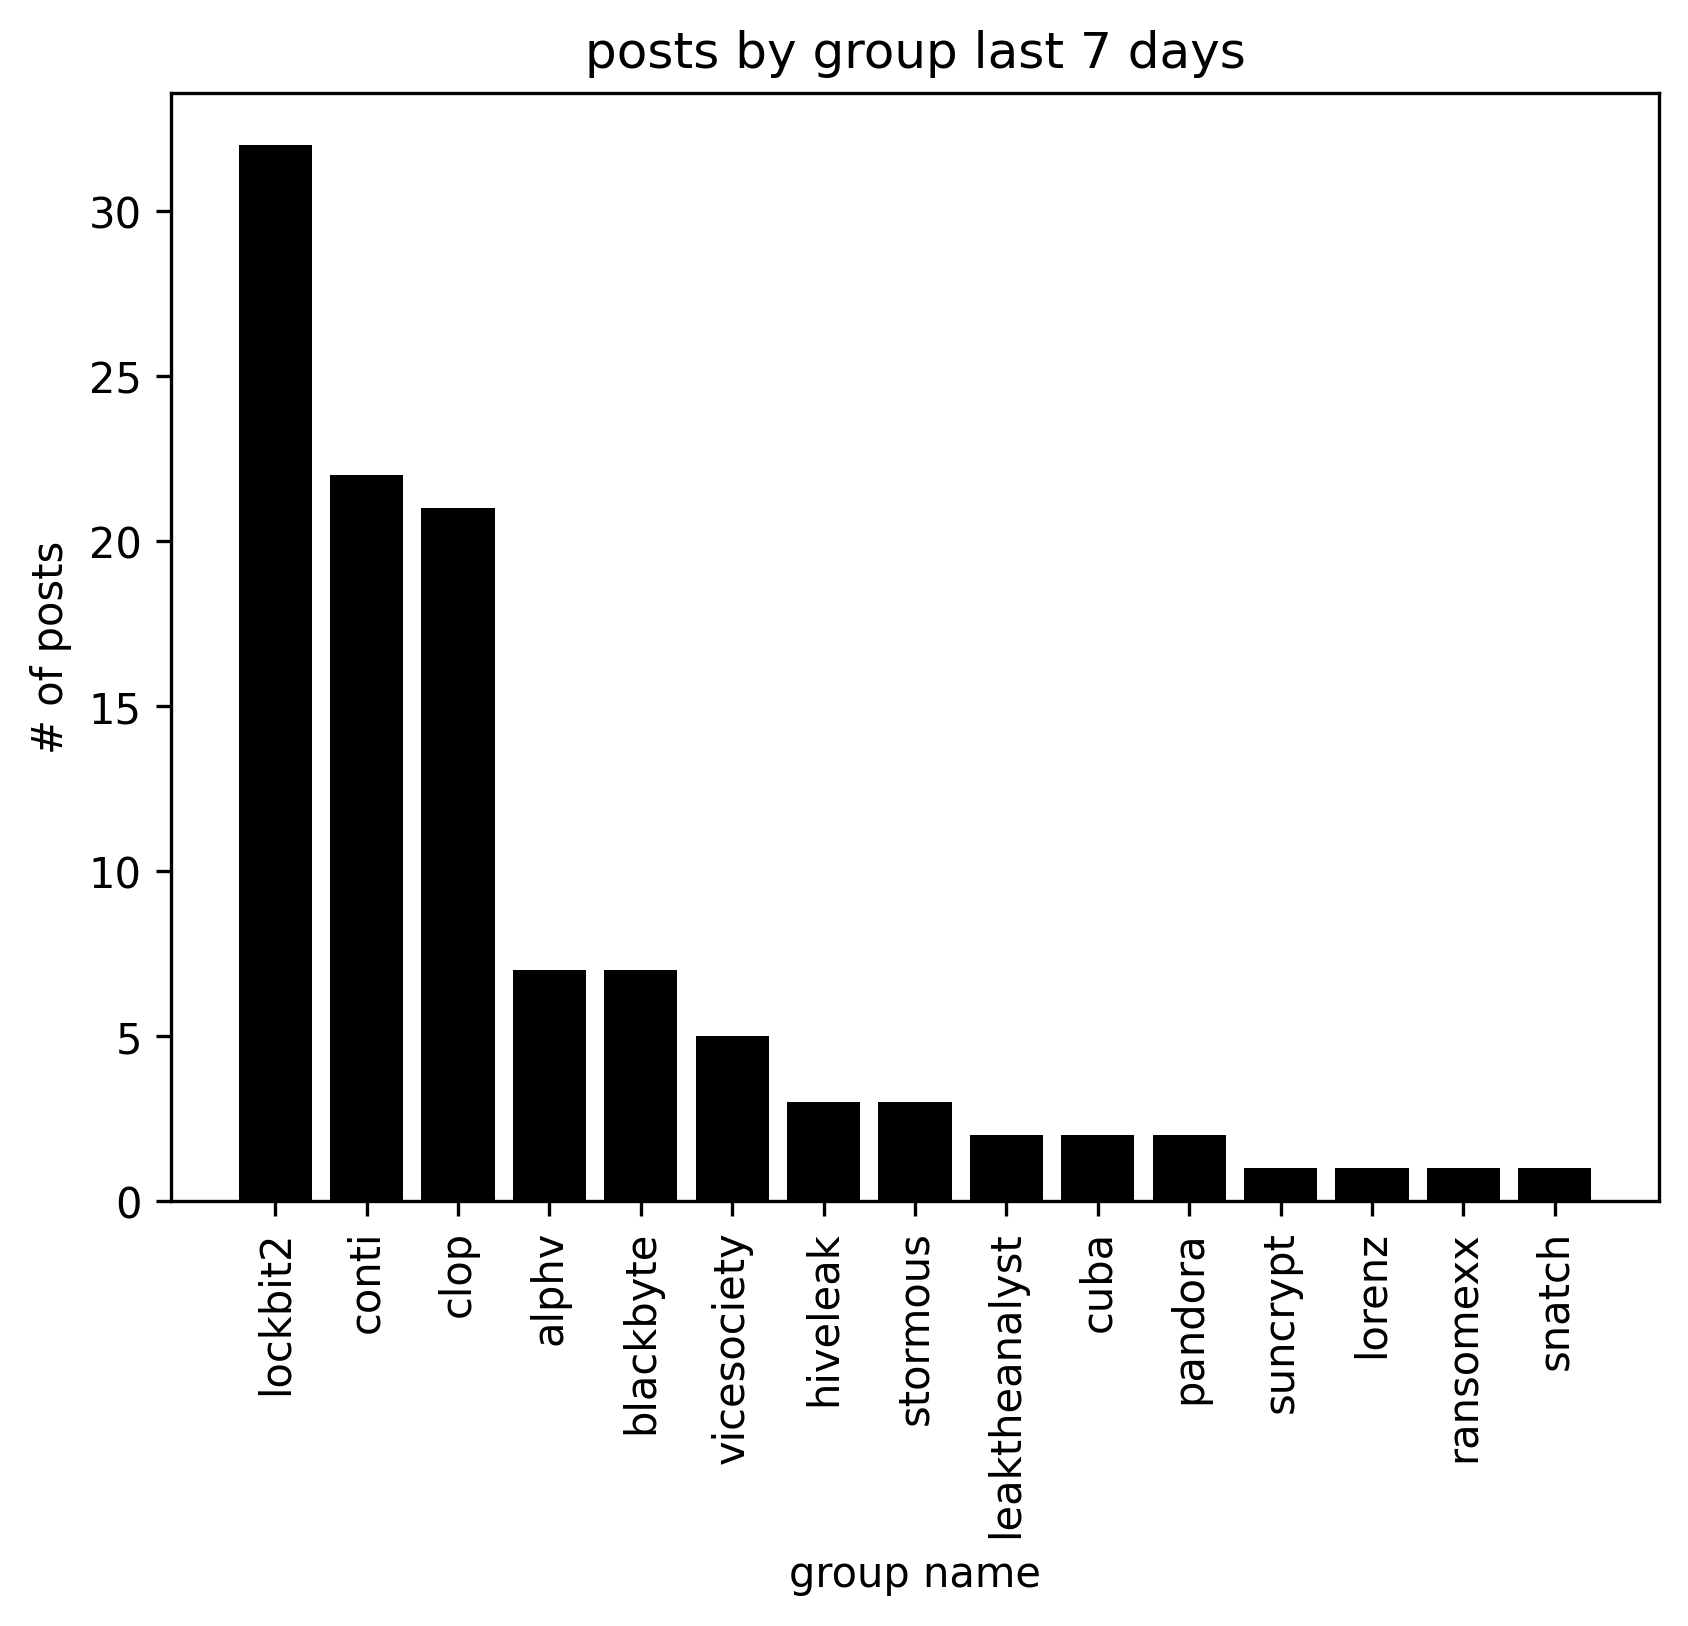 posts by group last 7 days
# of posts
30
25
20
15
10
5
0
lockbit2
conti
clop
alphv
blackbyte
vicesociety
hiveleak
stormous
leaktheanalyst
cuba
pandora
suncrypt
lorenz
ransomexx
snatch
group name